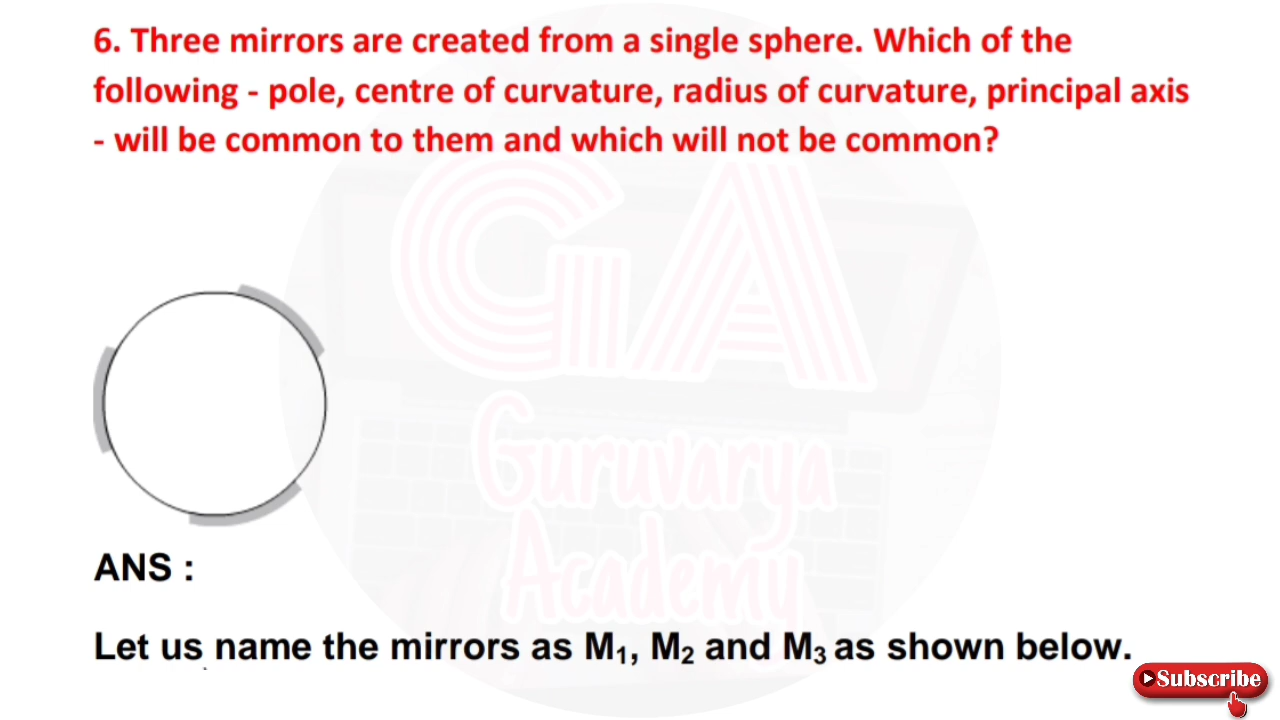 6. Three mirrors are created from a single sphere. Which of the
following - pole, centre of curvature, radius of curvature, principal axis
- will be common to them and which will not be common?
GA
Guruvarya
Academy
ANS :
Let us name the mirrors as M₁, M₂ and M₃ as shown below.
Subscribe